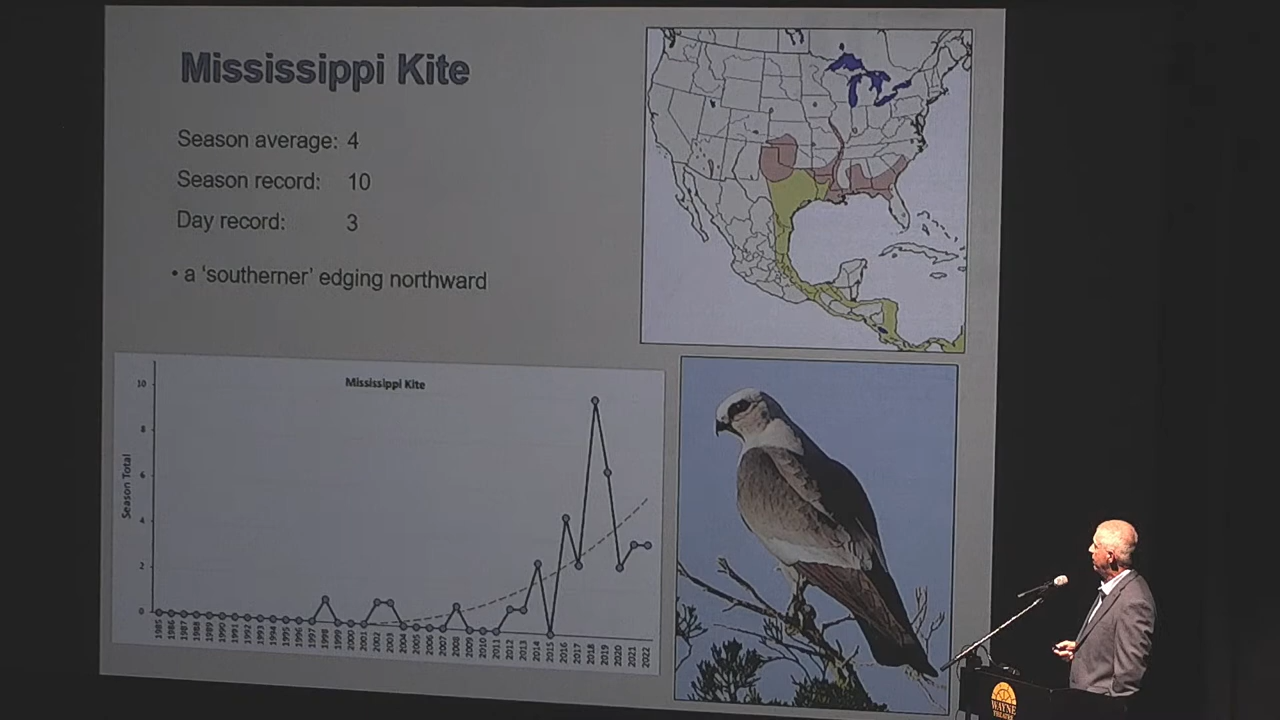 Mississippi Kite
Season average: 4
Season record: 10
Day record: 3
• a 'southerner' edging northward
Mississippi Kite
Season Total
10
8
6
4
2
0
1985 1986 1987 1988 1989 1990 1991 1992 1993 1994 1995 1996 1997 1998 1999 2000 2001 2002 2003 2004 2005 2006 2007 2008 2009 2010 2011 2012 2013 2014 2015 2016 2017 2018 2019 2020 2021 2022
WAYNE
THEATRE